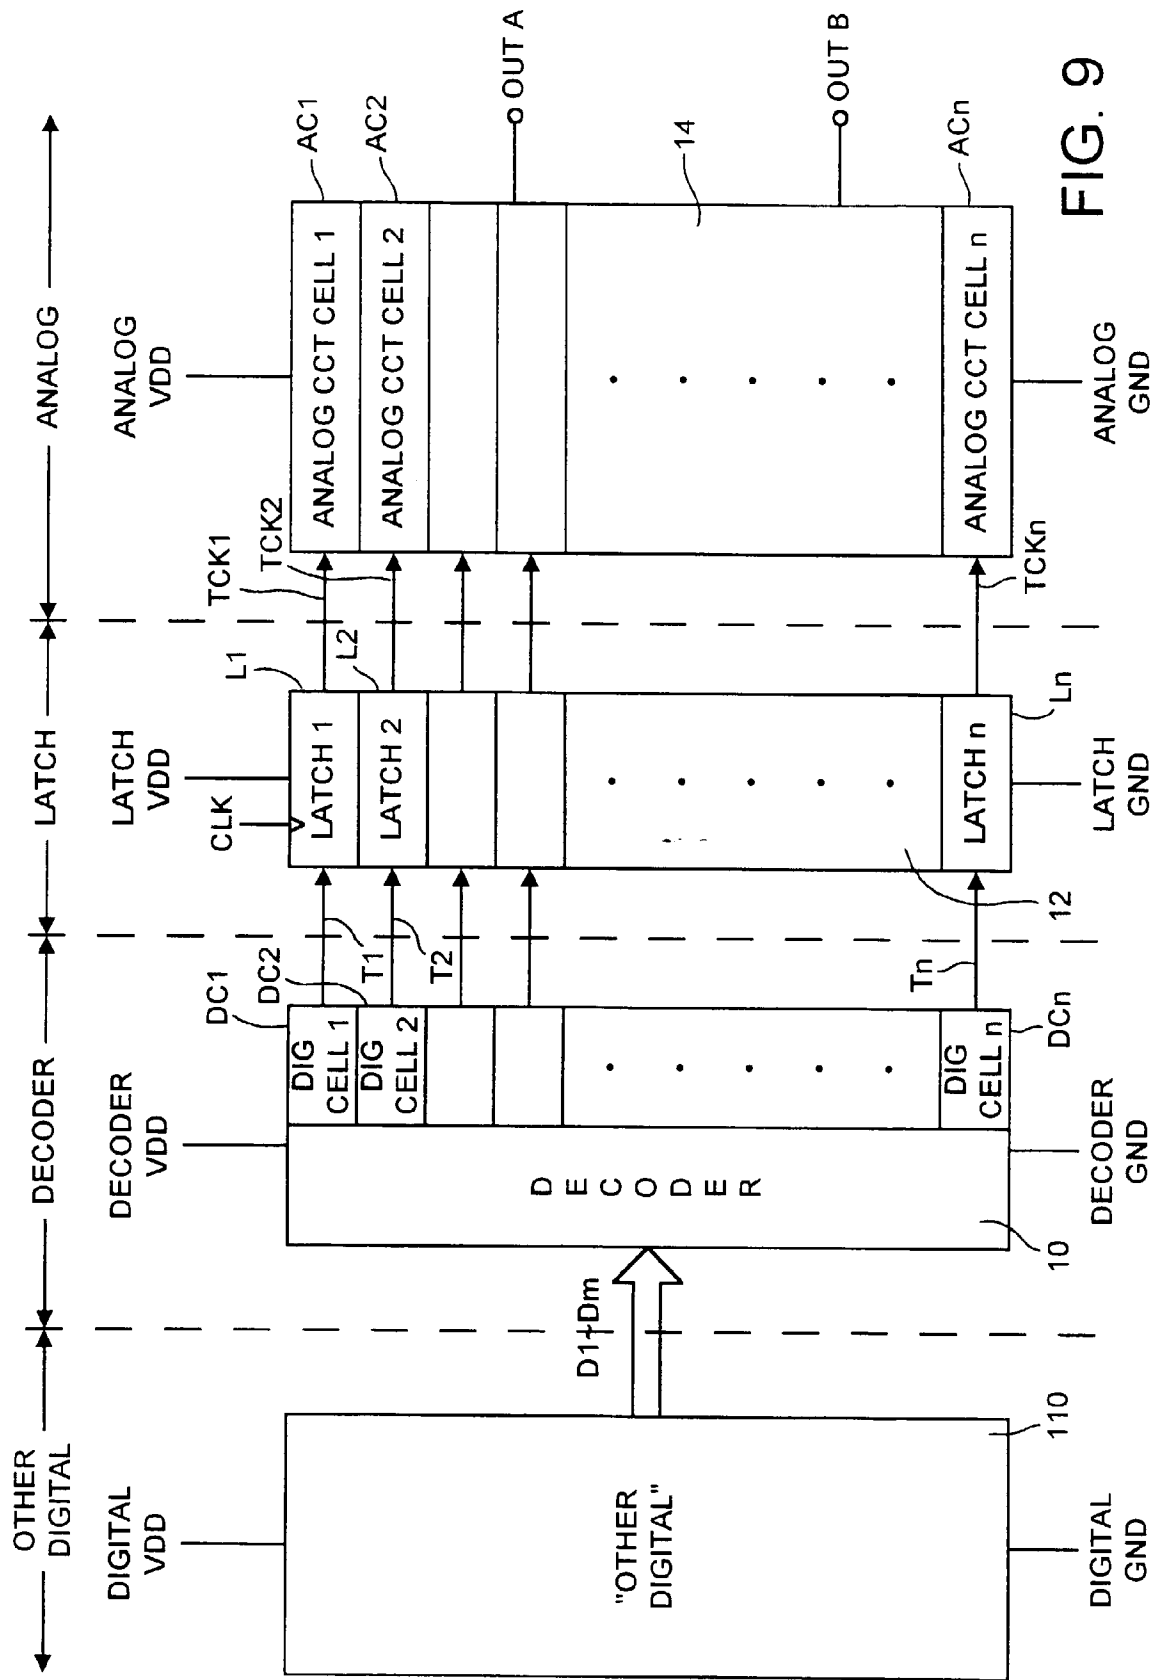 OTHER
DIGITAL
DECODER
LATCH
ANALOG
DIGITAL
VDD
DECODER
VDD
LATCH
VDD
ANALOG
VDD
CLK
DC1
DC2
L1
L2
TCK1
TCK2
AC1
AC2
DIG
CELL 1
DIG
CELL 2
T1
T2
LATCH 1
LATCH 2
ANALOG CCT CELL 1
ANALOG CCT CELL 2
OUT A
D1~Dm
DECODER
"OTHER
DIGITAL"
14
OUT B
Tn
DIG
CELL n
LATCH n
ANALOG CCT CELL n
ACn
110
10
DCn
12
Ln
TCKn
DIGITAL
GND
DECODER
GND
LATCH
GND
ANALOG
GND
FIG. 9